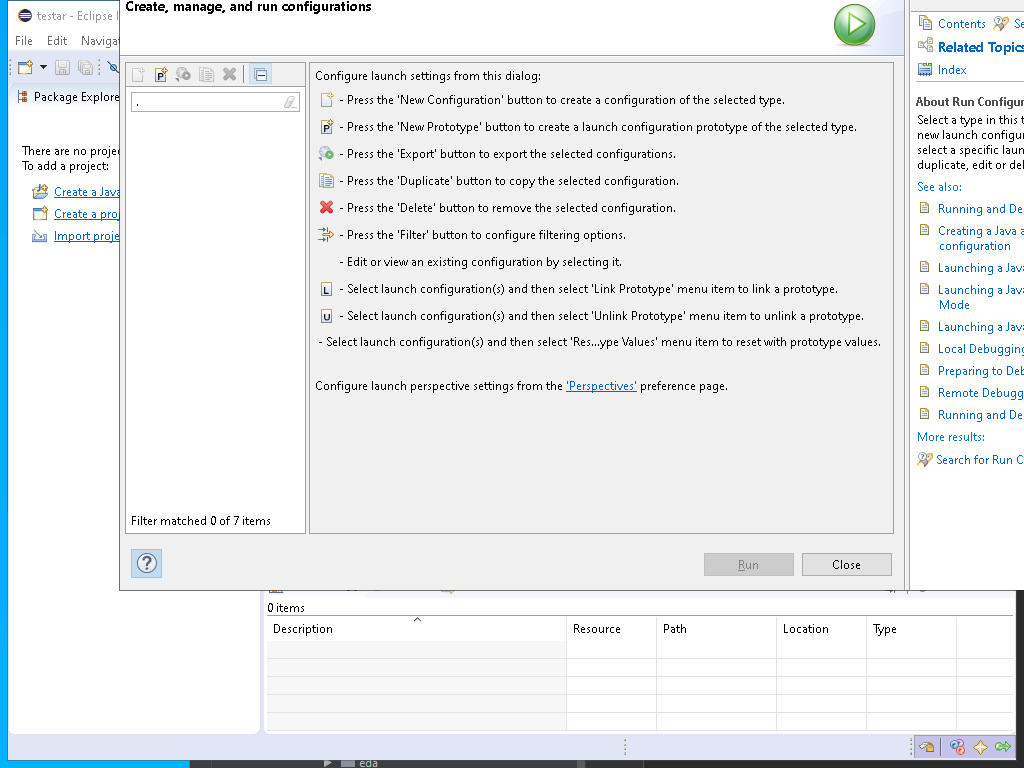 Create, manage, and run configurations
testar - Eclipse I
File Edit Naviga
Package Explore
There are no proje
To add a project:
Create a Java
Create a proj
Import proje
.
Filter matched 0 of 7 items
Configure launch settings from this dialog:
- Press the 'New Configuration' button to create a configuration of the selected type.
- Press the 'New Prototype' button to create a launch configuration prototype of the selected type.
- Press the 'Export' button to export the selected configurations.
- Press the 'Duplicate' button to copy the selected configuration.
- Press the 'Delete' button to remove the selected configuration.
- Press the 'Filter' button to configure filtering options.
- Edit or view an existing configuration by selecting it.
L - Select launch configuration(s) and then select 'Link Prototype' menu item to link a prototype.
U - Select launch configuration(s) and then select 'Unlink Prototype' menu item to unlink a prototype.
- Select launch configuration(s) and then select 'Res...ype Values' menu item to reset with prototype values.
Configure launch perspective settings from the 'Perspectives' preference page.
Run
Close
Contents Se
Related Topics
Index
About Run Configur
Select a type in this t
new launch configu
select a specific laun
duplicate, edit or del
See also:
Running and De
Creating a Java a
configuration
Launching a Java
Launching a Java
Mode
Launching a Java
Local Debugging
Preparing to Deb
Remote Debugg
Running and De
More results:
Search for Run C
0 items
Description Resource Path Location Type
eda